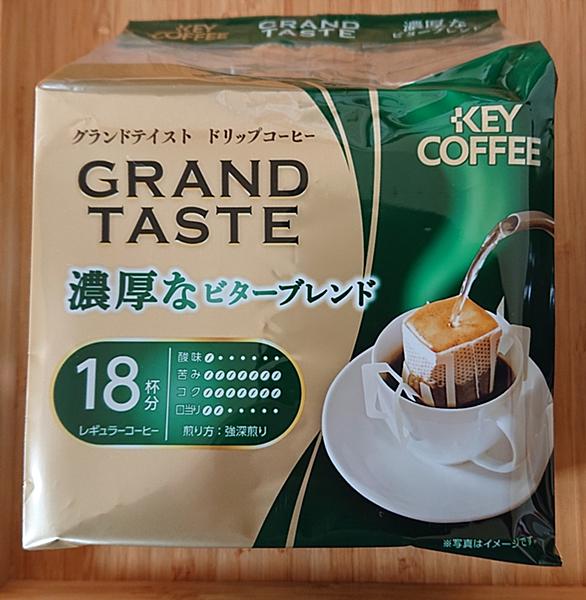 KEY COFFEE
GRAND TASTE
濃厚な
ビターブレンド
グランドテイスト ドリップコーヒー
GRAND
TASTE
KEY
COFFEE
濃厚なビターブレンド
18杯分
レギュラーコーヒー
酸味
苦み
コク
口当り
煎り方：強深煎り
※写真はイメージです。